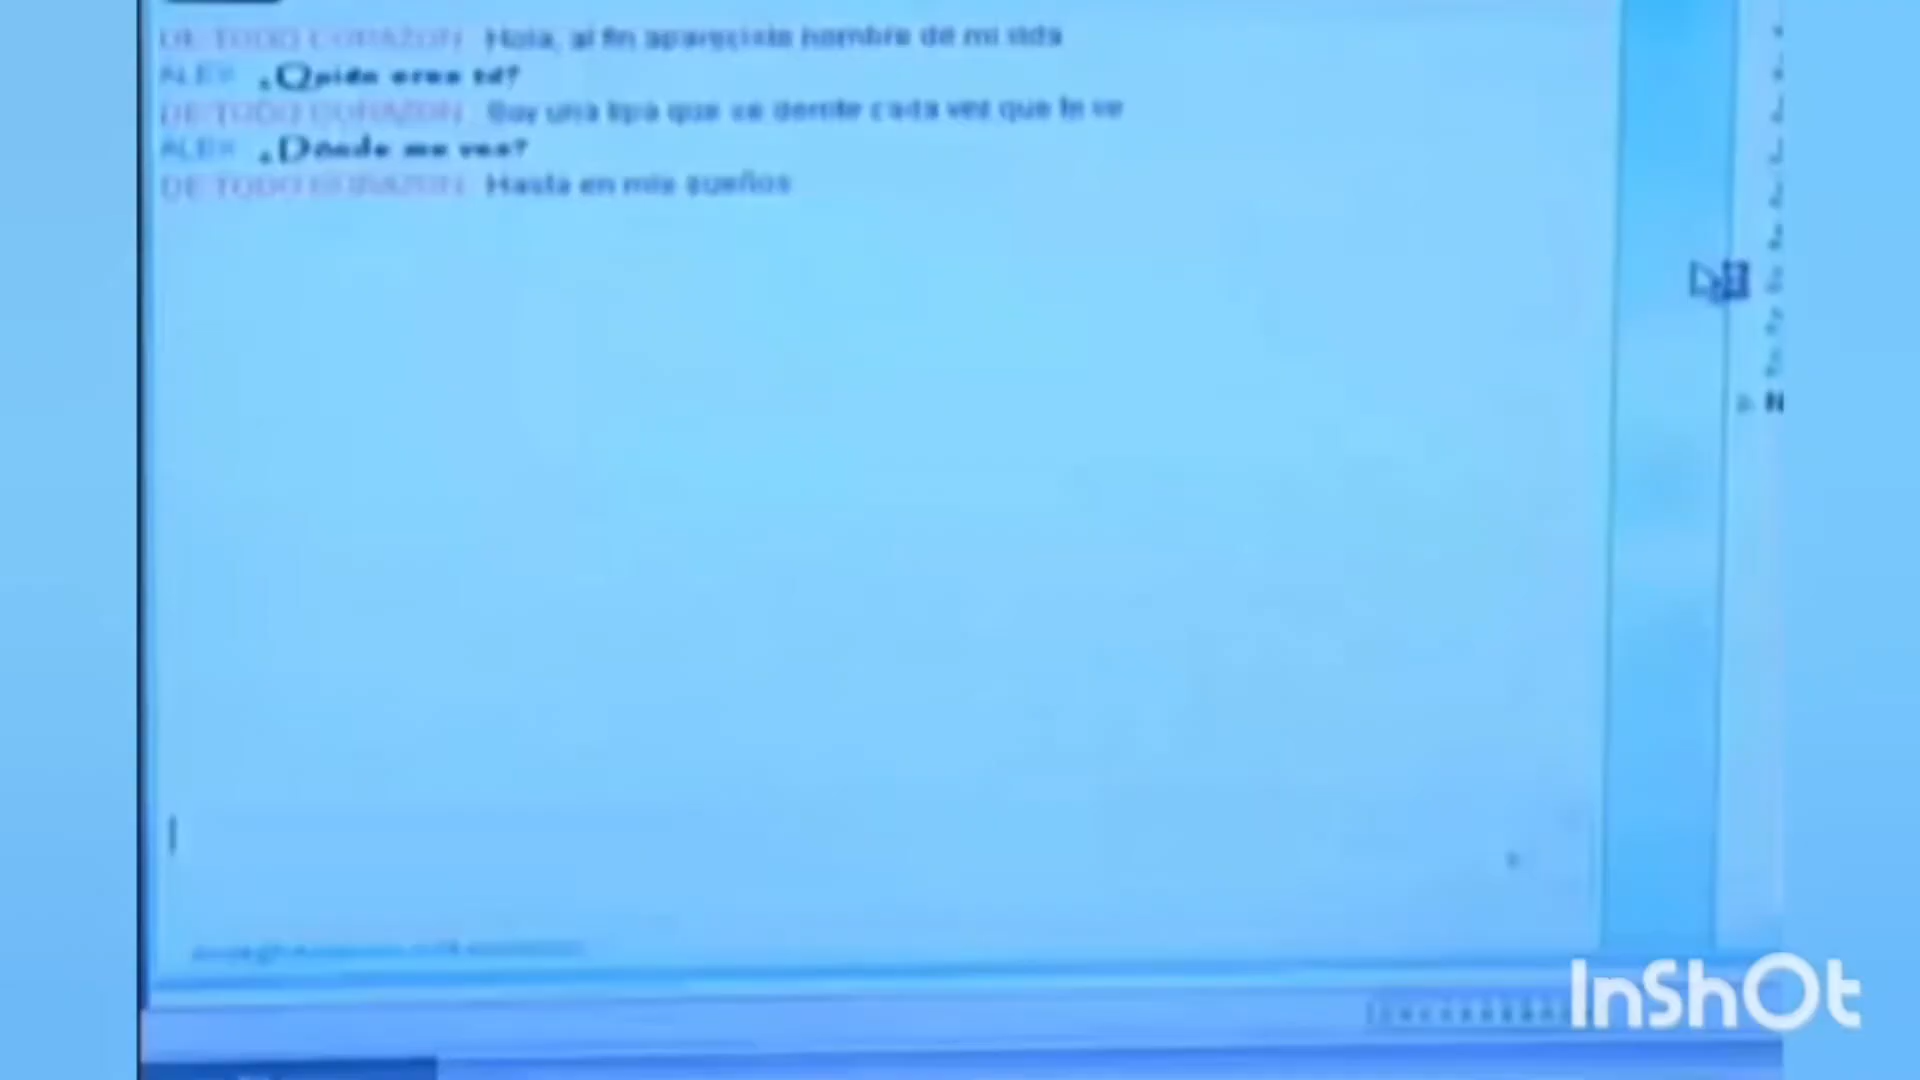 DE TODO CORAZON Hola, al fin apareciste hombre de mi vida
ALEX ¿Quién eres tú?
DE TODO CORAZON Soy una tipa que se derrite cada vez que te ve
ALEX ¿Dónde me ves?
DE TODO CORAZON Hasta en mis sueños
N
InShOt